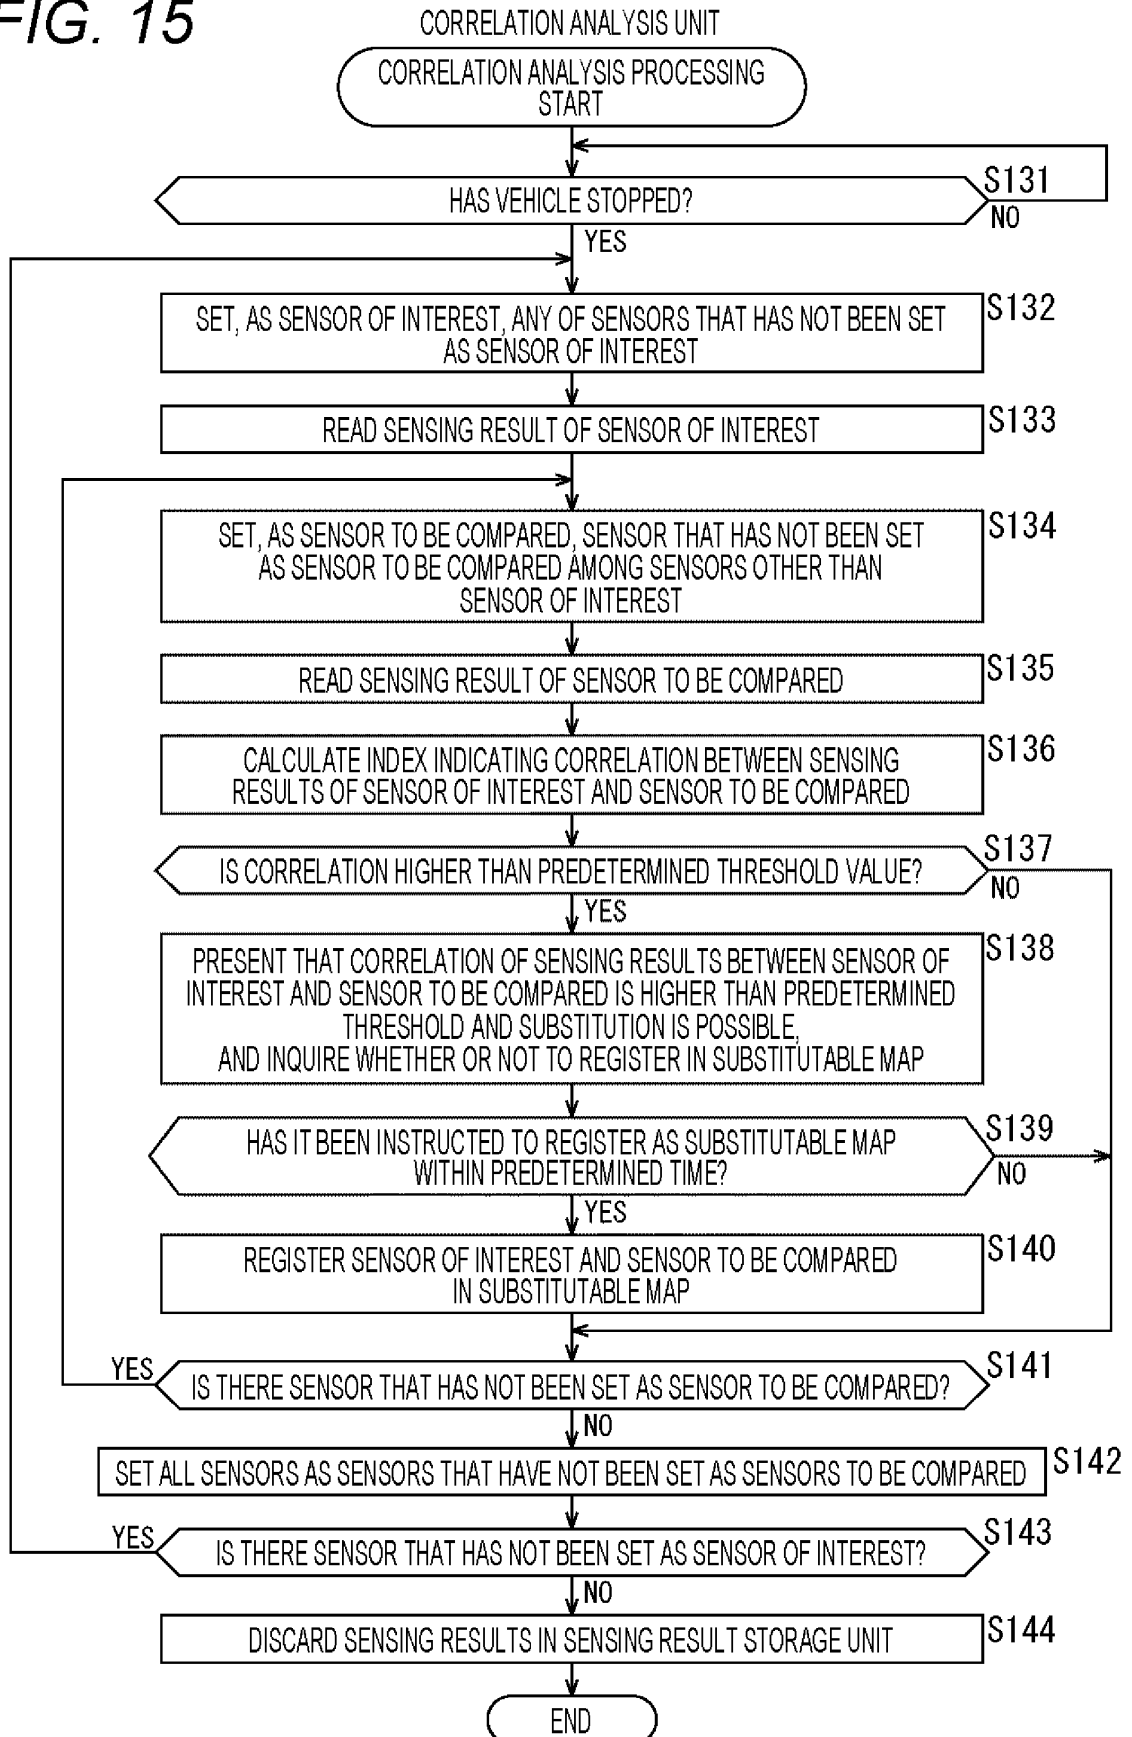 FIG. 15
CORRELATION ANALYSIS UNIT
CORRELATION ANALYSIS PROCESSING
START
S131
HAS VEHICLE STOPPED?
NO
YES
S132
SET, AS SENSOR OF INTEREST, ANY OF SENSORS THAT HAS NOT BEEN SET
AS SENSOR OF INTEREST
S133
READ SENSING RESULT OF SENSOR OF INTEREST
S134
SET, AS SENSOR TO BE COMPARED, SENSOR THAT HAS NOT BEEN SET
AS SENSOR TO BE COMPARED AMONG SENSORS OTHER THAN
SENSOR OF INTEREST
S135
READ SENSING RESULT OF SENSOR TO BE COMPARED
S136
CALCULATE INDEX INDICATING CORRELATION BETWEEN SENSING
RESULTS OF SENSOR OF INTEREST AND SENSOR TO BE COMPARED
S137
IS CORRELATION HIGHER THAN PREDETERMINED THRESHOLD VALUE?
NO
YES
S138
PRESENT THAT CORRELATION OF SENSING RESULTS BETWEEN SENSOR OF
INTEREST AND SENSOR TO BE COMPARED IS HIGHER THAN PREDETERMINED
THRESHOLD AND SUBSTITUTION IS POSSIBLE,
AND INQUIRE WHETHER OR NOT TO REGISTER IN SUBSTITUTABLE MAP
S139
HAS IT BEEN INSTRUCTED TO REGISTER AS SUBSTITUTABLE MAP
WITHIN PREDETERMINED TIME?
NO
YES
S140
REGISTER SENSOR OF INTEREST AND SENSOR TO BE COMPARED
IN SUBSTITUTABLE MAP
S141
YES
IS THERE SENSOR THAT HAS NOT BEEN SET AS SENSOR TO BE COMPARED?
NO
S142
SET ALL SENSORS AS SENSORS THAT HAVE NOT BEEN SET AS SENSORS TO BE COMPARED
S143
YES
IS THERE SENSOR THAT HAS NOT BEEN SET AS SENSOR OF INTEREST?
NO
S144
DISCARD SENSING RESULTS IN SENSING RESULT STORAGE UNIT
END